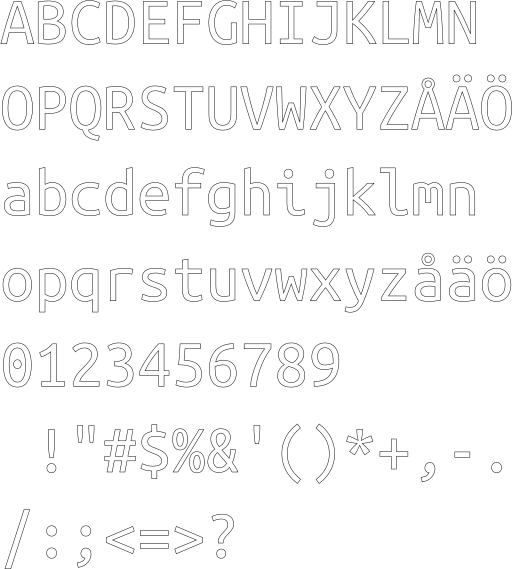 ABCDEFGHIJKLMN
OPQRSTUVWXYZÅÄÖ
abcdefghijklmn
opqrstuvwxyzåäö
0123456789
!"#$%&'()*+,-.
/:;<=>?